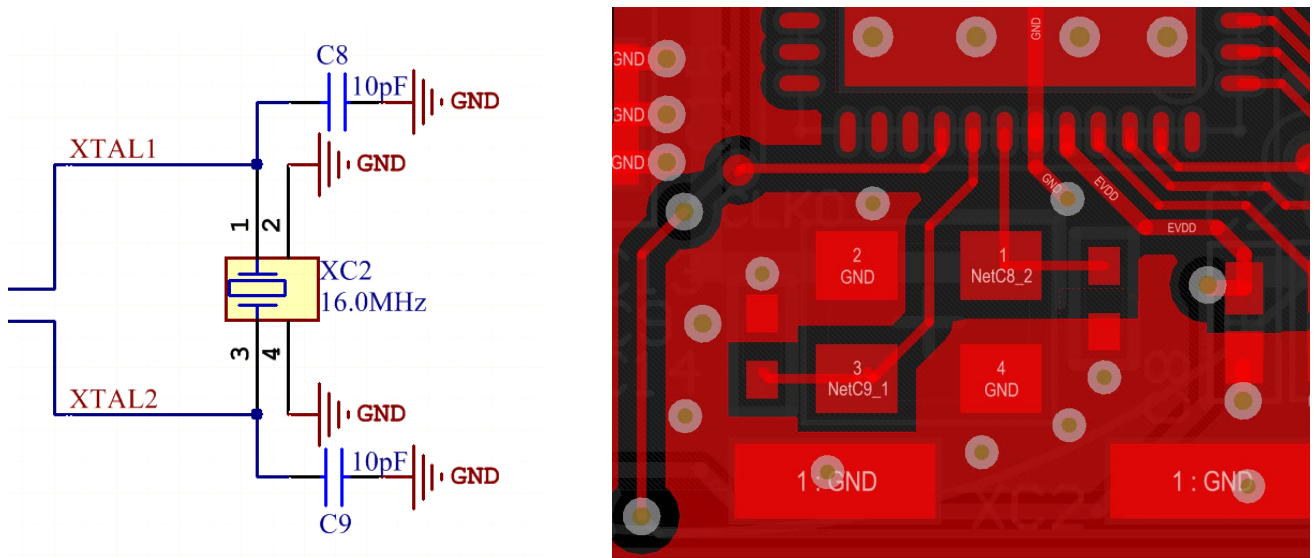 C8
10pF
GND
XTAL1
GND
1
2
XC2
16.0MHz
3
4
XTAL2
GND
10pF
GND
C9
GND
GND
GND
GND
GND
EVDD
EVDD
2
GND
1
NetC8_2
3
NetC9_1
4
GND
1 : GND
1 : GND
XC2